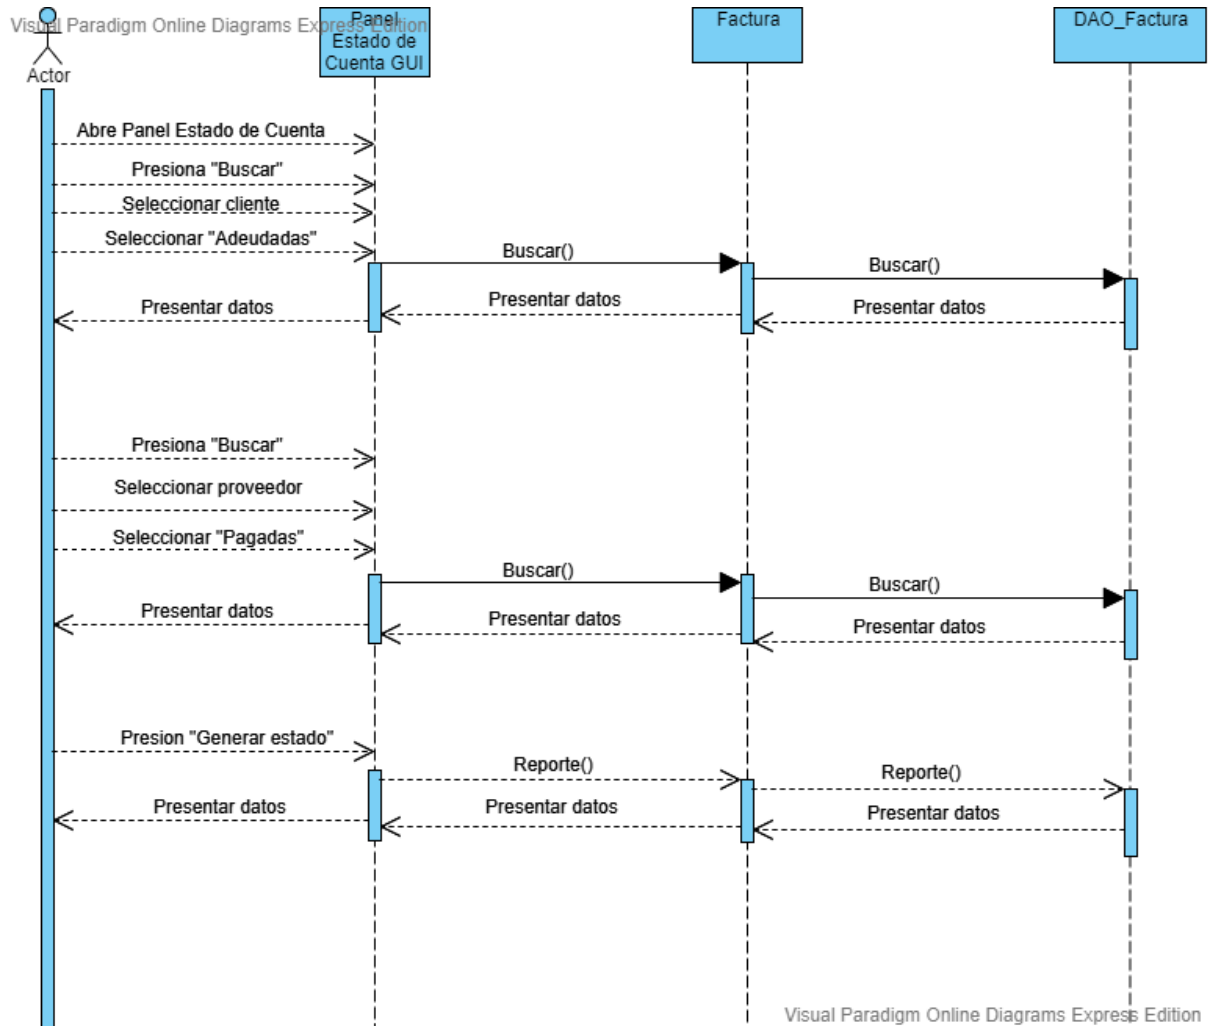 Visual Paradigm Online Diagrams Express Edition
Actor
Panel
Estado de
Cuenta GUI
Factura
DAO_Factura
Abre Panel Estado de Cuenta
Presiona "Buscar"
Seleccionar cliente
Seleccionar "Adeudadas"
Buscar()
Buscar()
Presentar datos
Presentar datos
Presentar datos
Presiona "Buscar"
Seleccionar proveedor
Seleccionar "Pagadas"
Buscar()
Buscar()
Presentar datos
Presentar datos
Presentar datos
Presion "Generar estado"
Reporte()
Reporte()
Presentar datos
Presentar datos
Presentar datos
Visual Paradigm Online Diagrams Express Edition